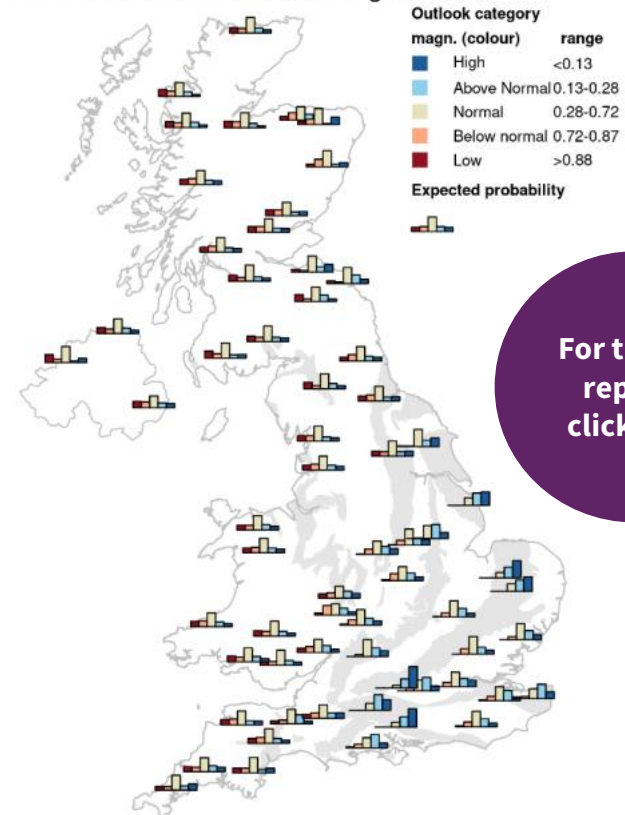 Outlook category
magn. (colour) range
High <0.13
Above Normal 0.13-0.28
Normal 0.28-0.72
Below normal 0.72-0.87
Low >0.88
Expected probability
For t
rep
click